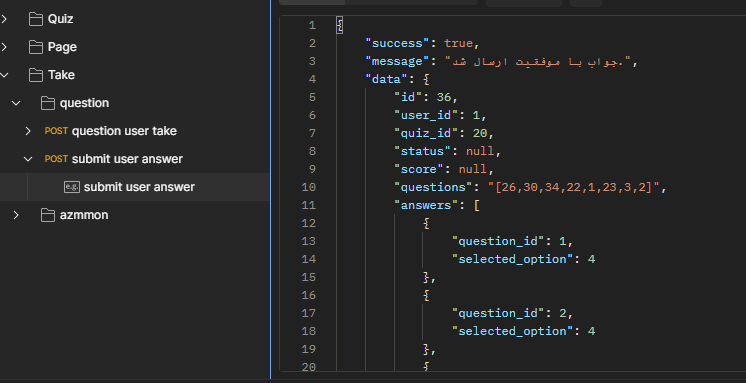 Quiz
Page
Take
question
POST question user take
POST submit user answer
e.g. submit user answer
azmmon
1 {
2 "success": true,
3 "message": "جواب با موفقیت ارسال شد.",
4 "data": {
5 "id": 36,
6 "user_id": 1,
7 "quiz_id": 20,
8 "status": null,
9 "score": null,
10 "questions": "[26,30,34,22,1,23,3,2]",
11 "answers": [
12 {
13 "question_id": 1,
14 "selected_option": 4
15 },
16 {
17 "question_id": 2,
18 "selected_option": 4
19 },
20 {